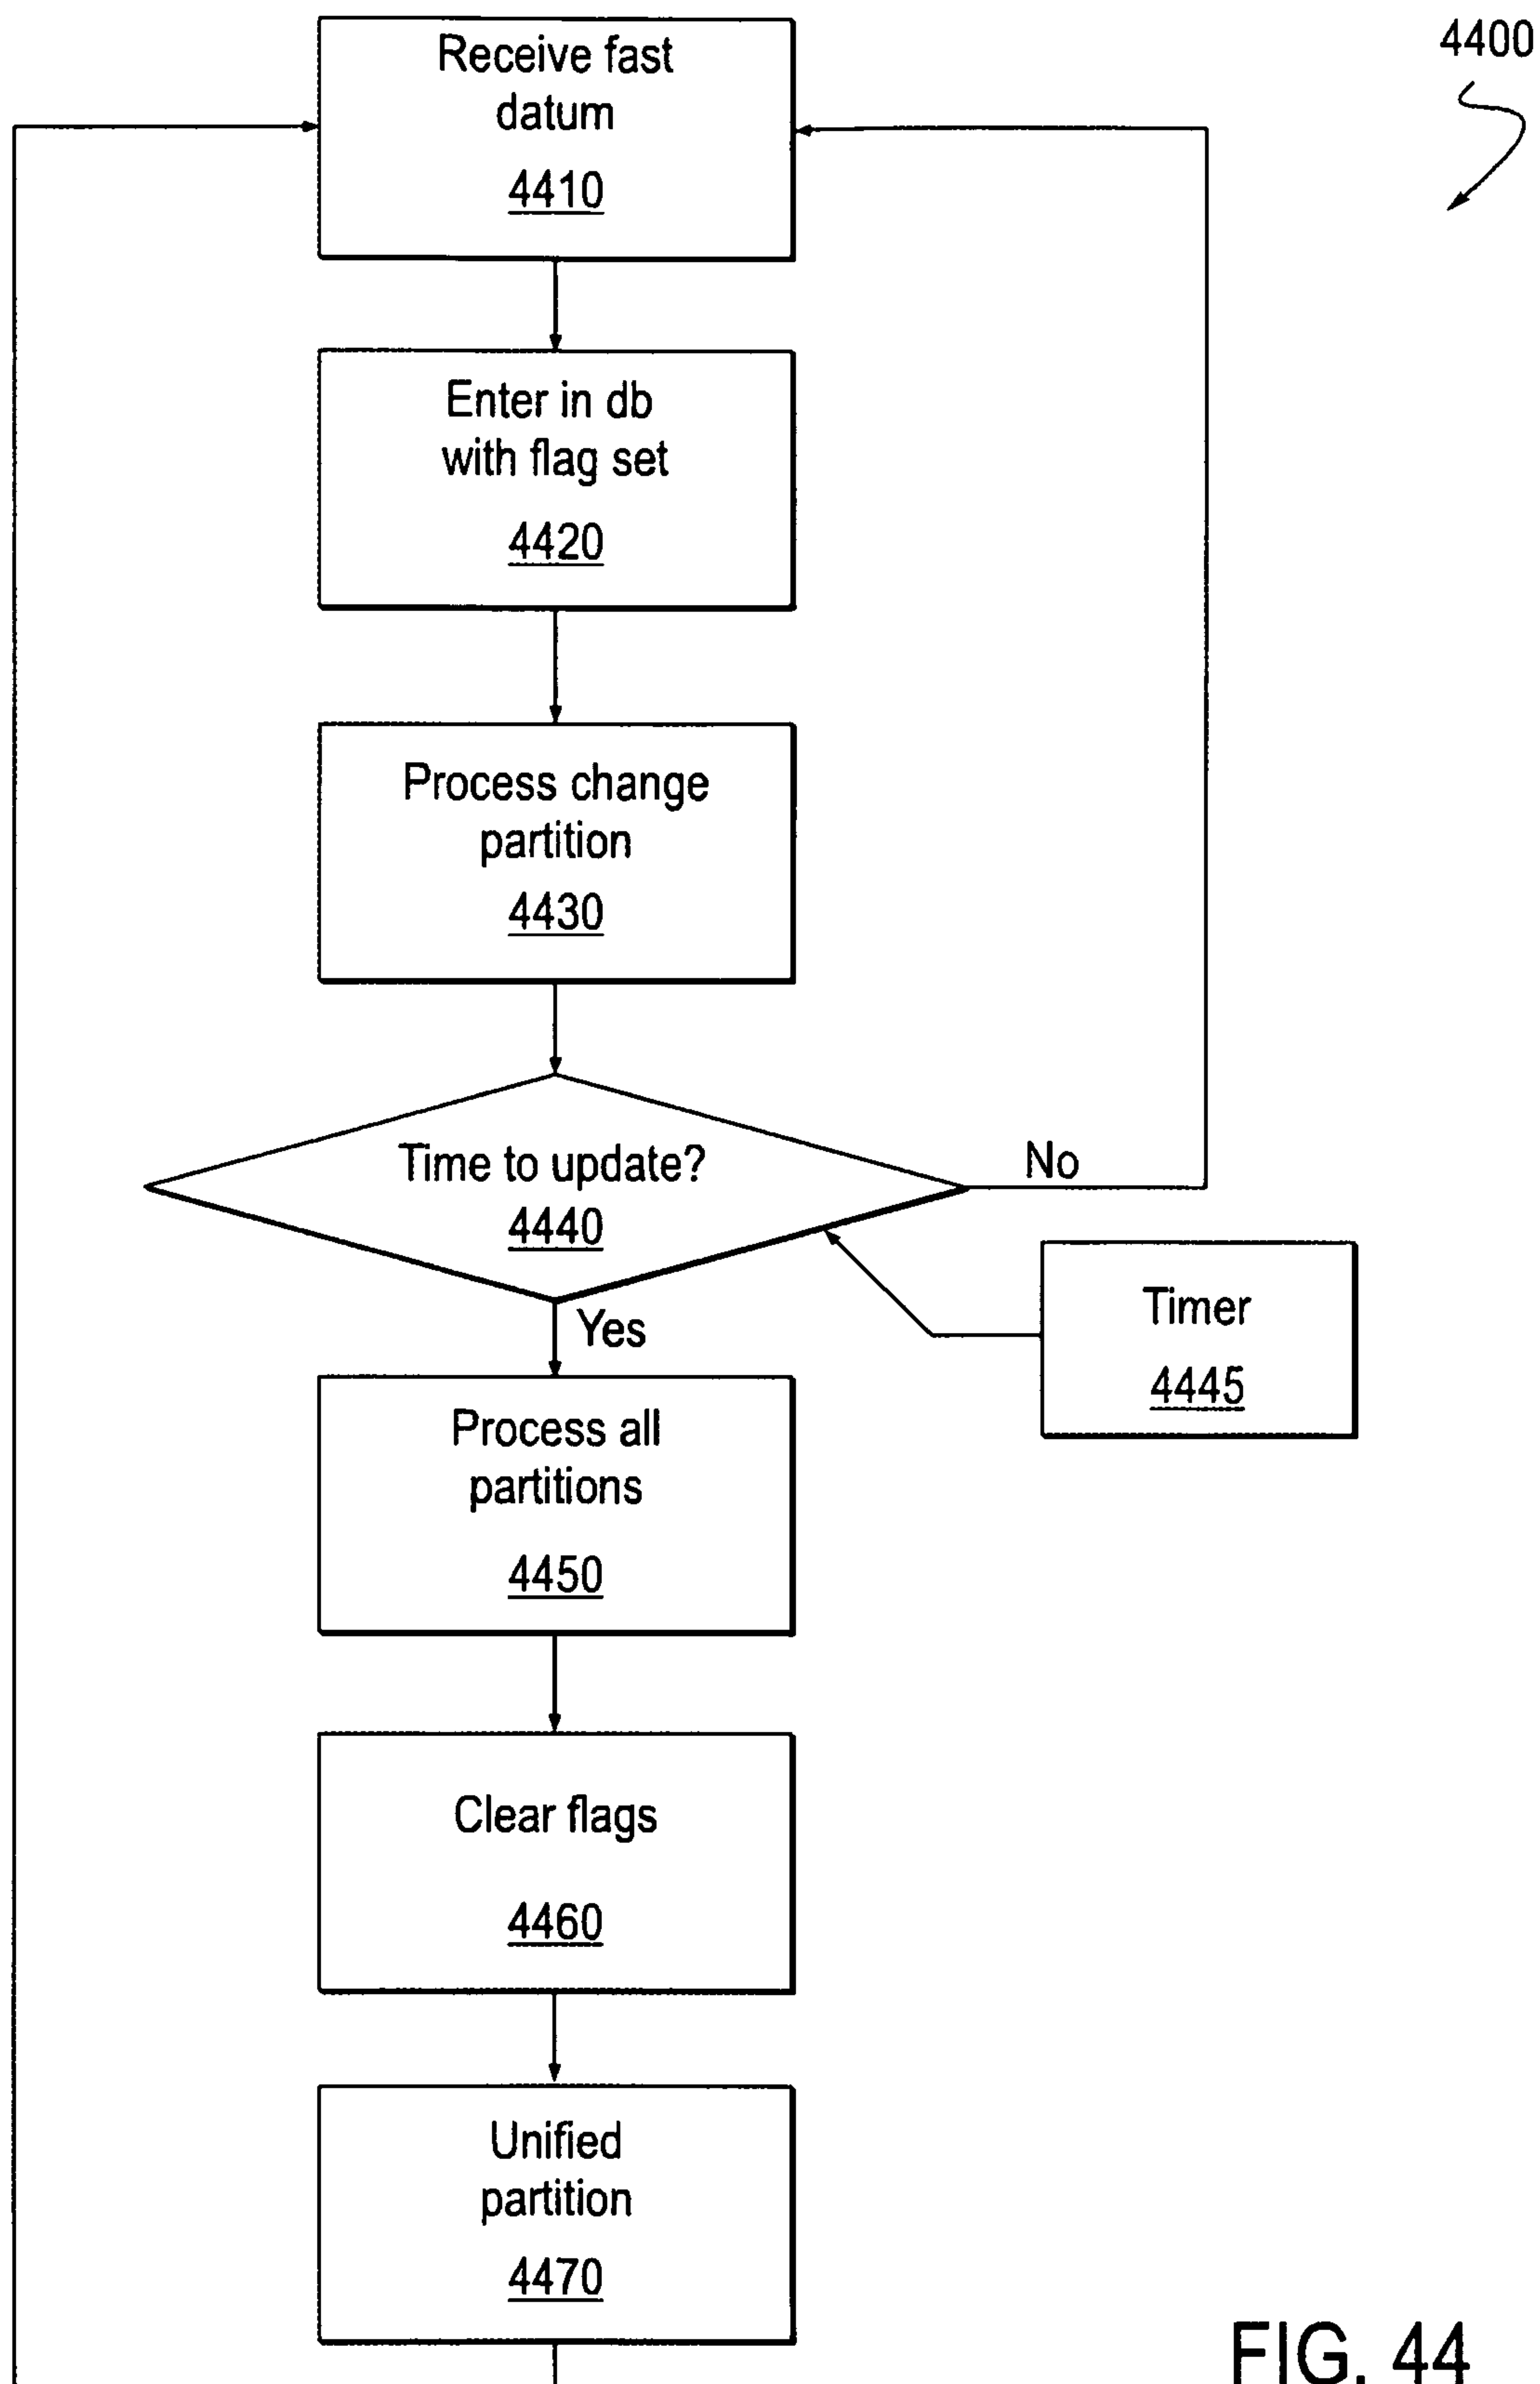 4400
Receive fast
datum
4410
Enter in db
with flag set
4420
Process change
partition
4430
Time to update?
4440
No
Yes
Timer
4445
Process all
partitions
4450
Clear flags
4460
Unified
partition
4470
FIG. 44